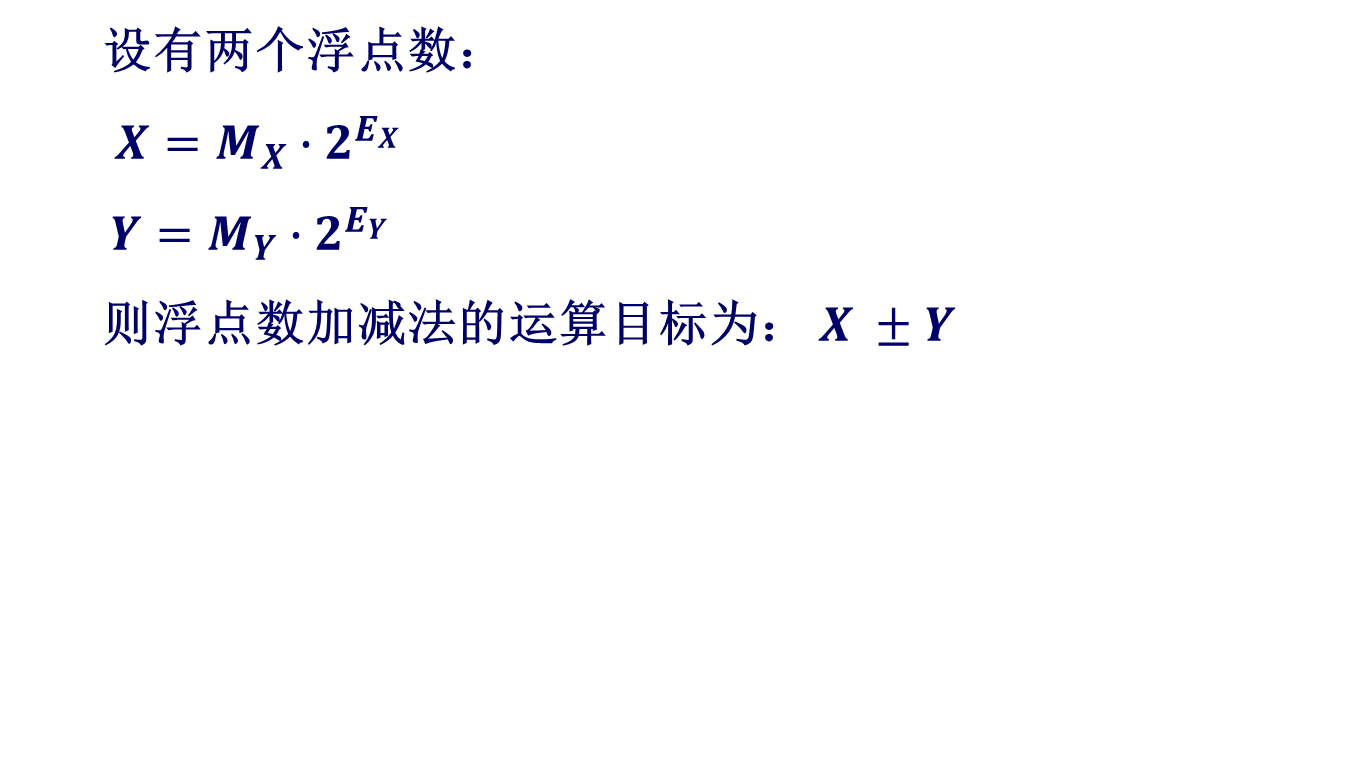 设有两个浮点数：
X = M_X · 2^{E_X}
Y = M_Y · 2^{E_Y}
则浮点数加减法的运算目标为： X ± Y